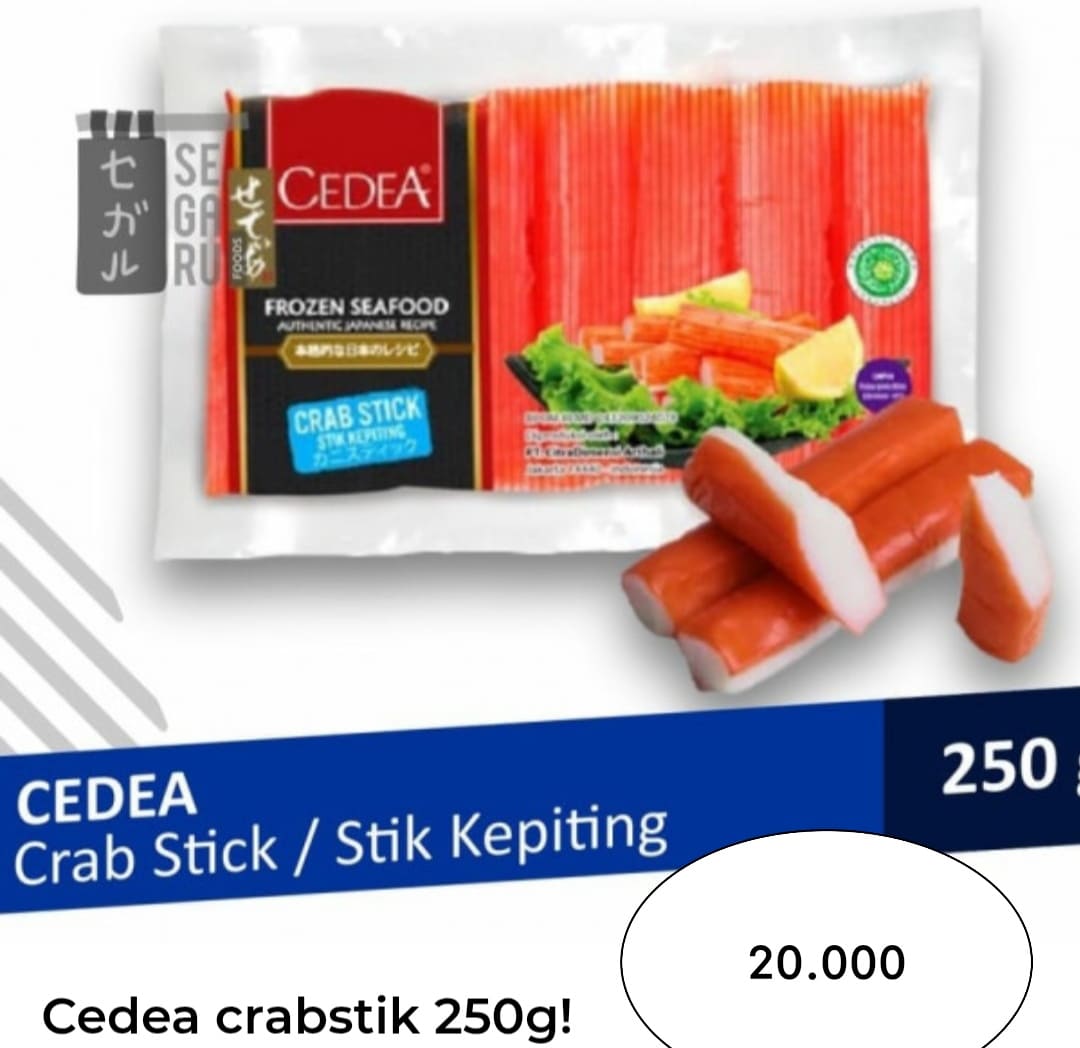 セガル
SE
GA
RU
FOODS
せでぃあ
CEDEA®
FROZEN SEAFOOD
AUTHENTIC JAPANESE RECIPE
本格的な日本のレシピ
CRAB STICK
STIK KEPITING
カニスティック
CEDEA
Crab Stick / Stik Kepiting
250
20.000
Cedea crabstik 250g!